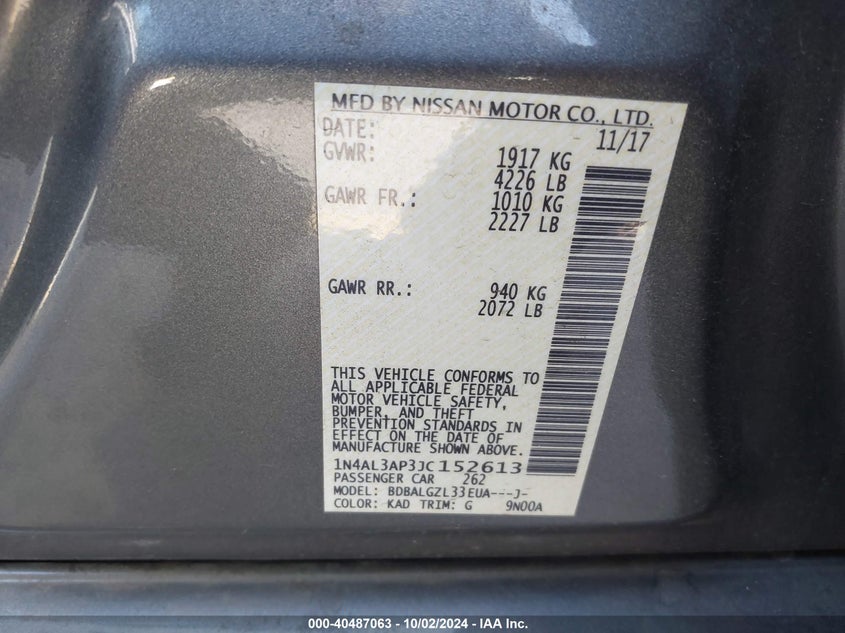 MFD BY NISSAN MOTOR CO., LTD.
DATE: 11/17
GVWR: 1917 KG
4226 LB
GAWR FR.: 1010 KG
2227 LB
GAWR RR.: 940 KG
2072 LB
THIS VEHICLE CONFORMS TO
ALL APPLICABLE FEDERAL
MOTOR VEHICLE SAFETY,
BUMPER, AND THEFT
PREVENTION STANDARDS IN
EFFECT ON THE DATE OF
MANUFACTURE SHOWN ABOVE.
1N4AL3AP3JC152613
PASSENGER CAR 262
MODEL: BDBALGZL33EUA---J-
COLOR: KAD TRIM: G 9N00A
000-40487063 - 10/02/2024 - IAA Inc.